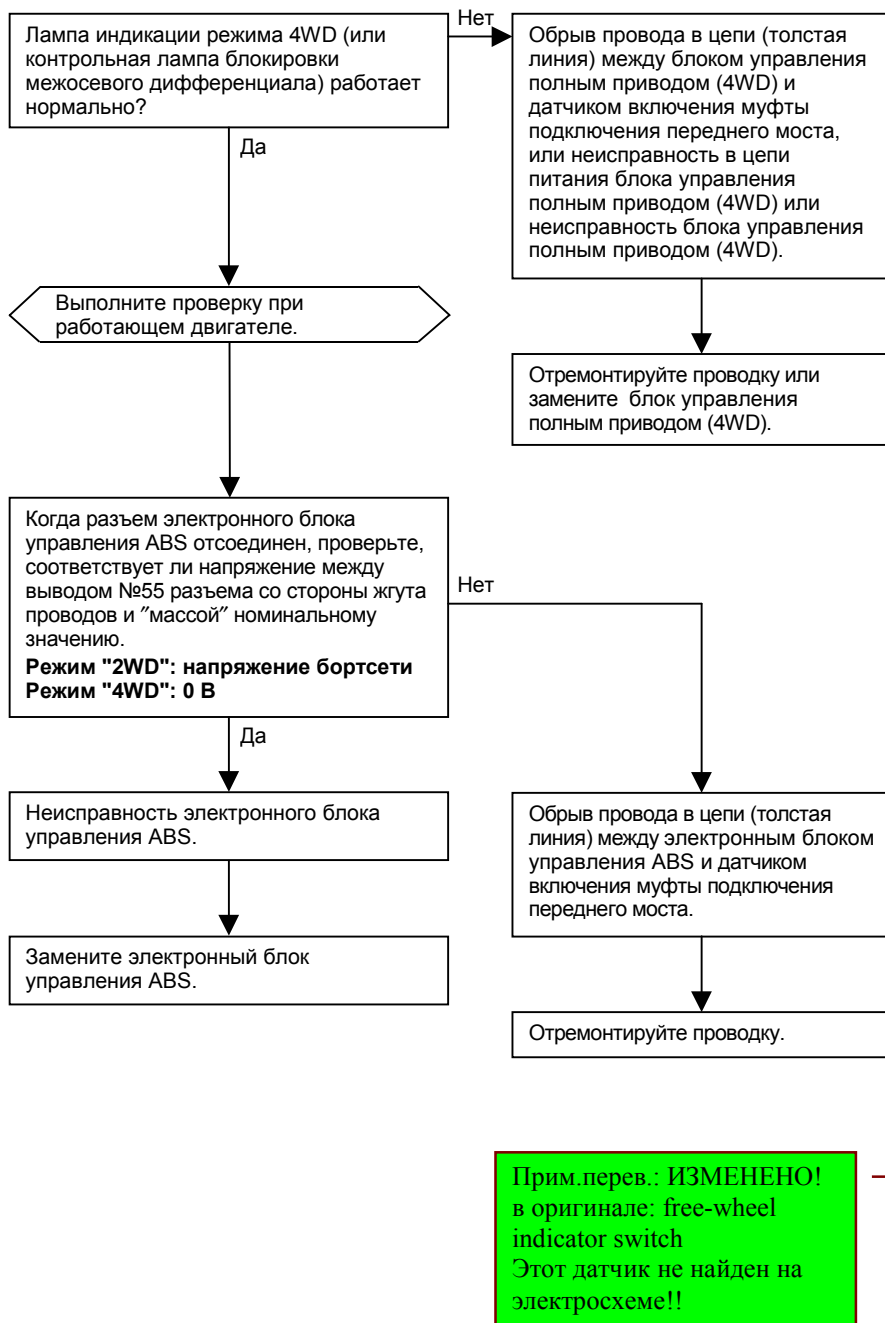 Лампа индикации режима 4WD (или
контрольная лампа блокировки
межосевого дифференциала) работает
нормально?
Нет
Обрыв провода в цепи (толстая
линия) между блоком управления
полным приводом (4WD) и
датчиком включения муфты
подключения переднего моста,
или неисправность в цепи
питания блока управления
полным приводом (4WD) или
неисправность блока управления
полным приводом (4WD).
Да
Выполните проверку при
работающем двигателе.
Отремонтируйте проводку или
замените блок управления
полным приводом (4WD).
Когда разъем электронного блока
управления ABS отсоединен, проверьте,
соответствует ли напряжение между
выводом №55 разъема со стороны жгута
проводов и ″массой″ номинальному
значению.
Режим "2WD": напряжение бортсети
Режим "4WD": 0 В
Нет
Да
Неисправность электронного блока
управления ABS.
Обрыв провода в цепи (толстая
линия) между электронным блоком
управления ABS и датчиком
включения муфты подключения
переднего моста.
Замените электронный блок
управления ABS.
Отремонтируйте проводку.
Прим.перев.: ИЗМЕНЕНО!
в оригинале: free-wheel
indicator switch
Этот датчик не найден на
электросхеме!!